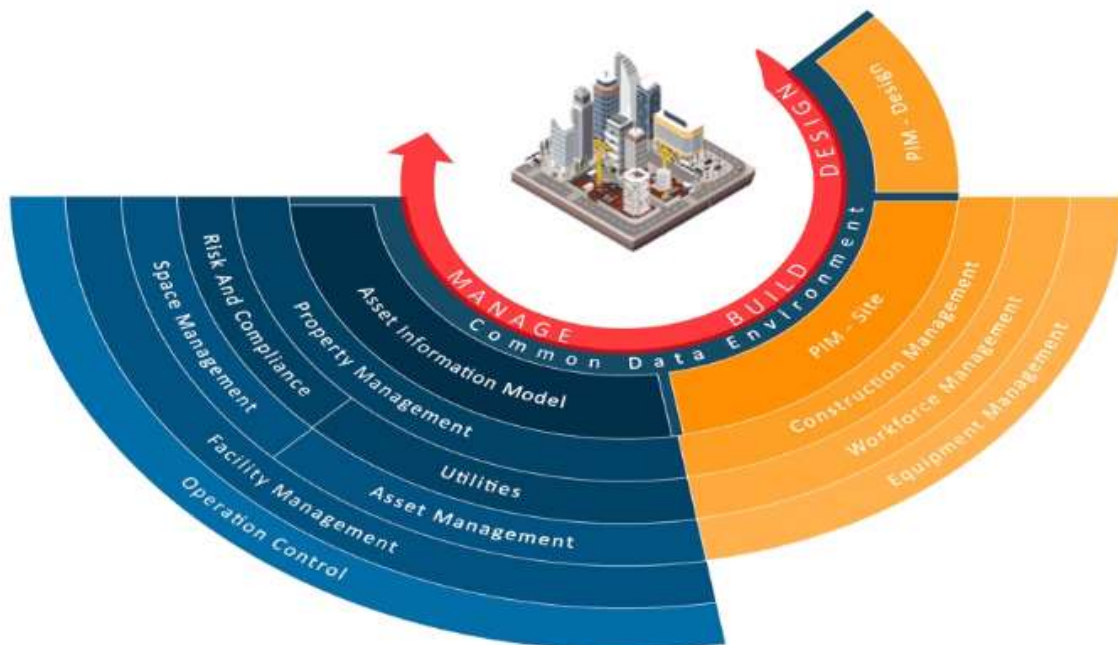 DESIGN
BUILD
MANAGE
Common Data Environment
PIM - Design
PIM - Site
Construction Management
Workforce Management
Equipment Management
Asset Information Model
Property Management
Risk And Compliance
Space Management
Utilities
Asset Management
Facility Management
Operation Control